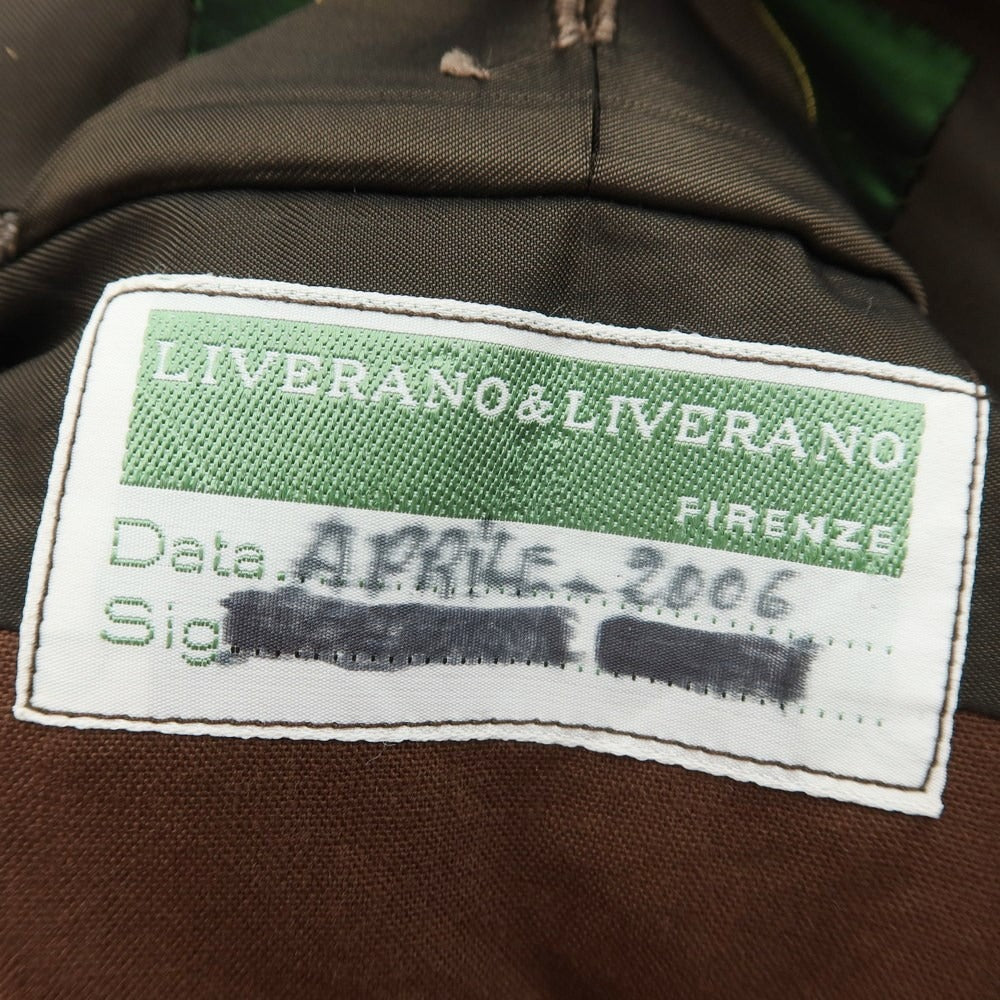 LIVERANO&LIVERANO
FIRENZE
Data.. APRILE - 2006
Sig